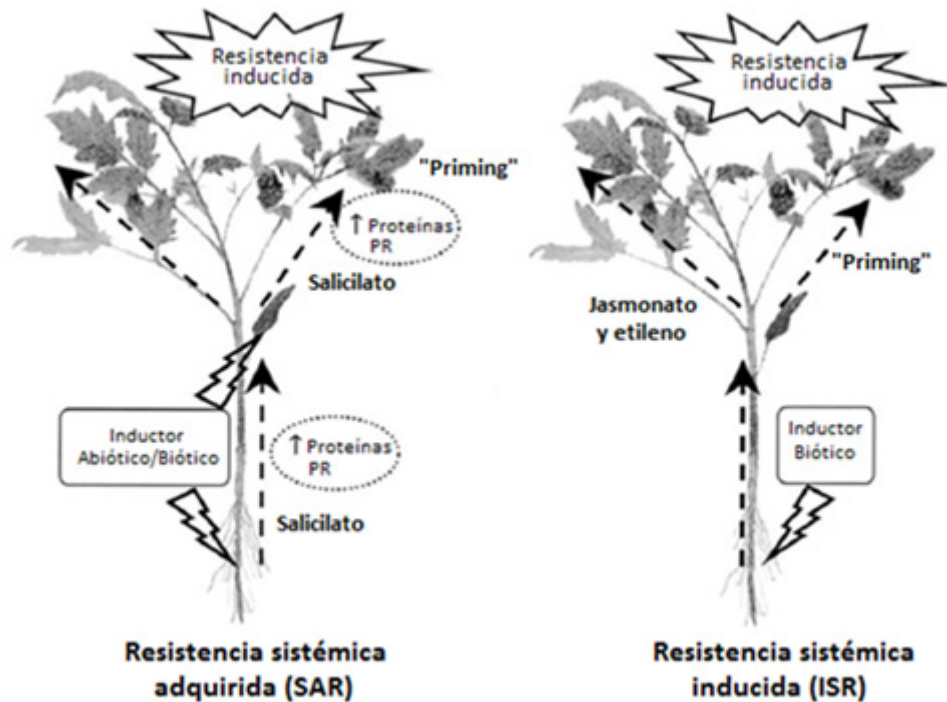 Resistencia
inducida
"Priming"
↑ Proteínas
PR
Salicilato
Inductor
Abiótico/Biótico
↑ Proteínas
PR
Salicilato
Resistencia sistémica
adquirida (SAR)
Resistencia
inducida
"Priming"
Jasmonato
y etileno
Inductor
Biótico
Resistencia sistémica
inducida (ISR)